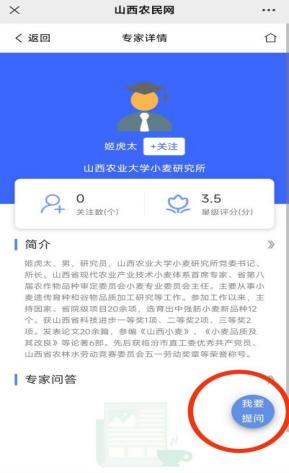 山西农民网
返回
专家详情
姬虎太
+关注
山西农业大学小麦研究所
0
关注数(个)
3.5
星级评分(分)
简介
姬虎太、男、研究员，山西农业大学小麦研究所党委书记、
所长。山西省现代农业产业技术小麦体系首席专家、省第八
届农作物品种审定委员会小麦专业委员会主任。主要从事小
麦遗传育种和谷物品质加工研究等工作。参加工作以来，主
持国家、省院级项目20余项，选育出中强筋小麦新品种12
个。获山西省科技进步一等奖1项、二等奖2项、三等奖2
项。发表论文20余篇，参编《山西小麦》、《小麦品质及
其改良》等论著6部。先后获临汾市直工委优秀共产党员、
山西省农林水劳动竞赛委员会五一劳动奖章等荣誉称号。
专家问答
我要
提问